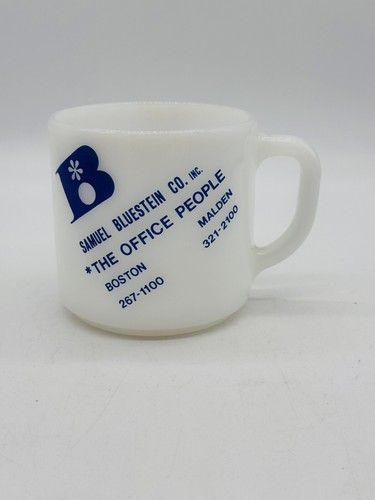 B
SAMUEL BLUESTEIN CO. INC.
*THE OFFICE PEOPLE
BOSTON MALDEN
267-1100 321-2100